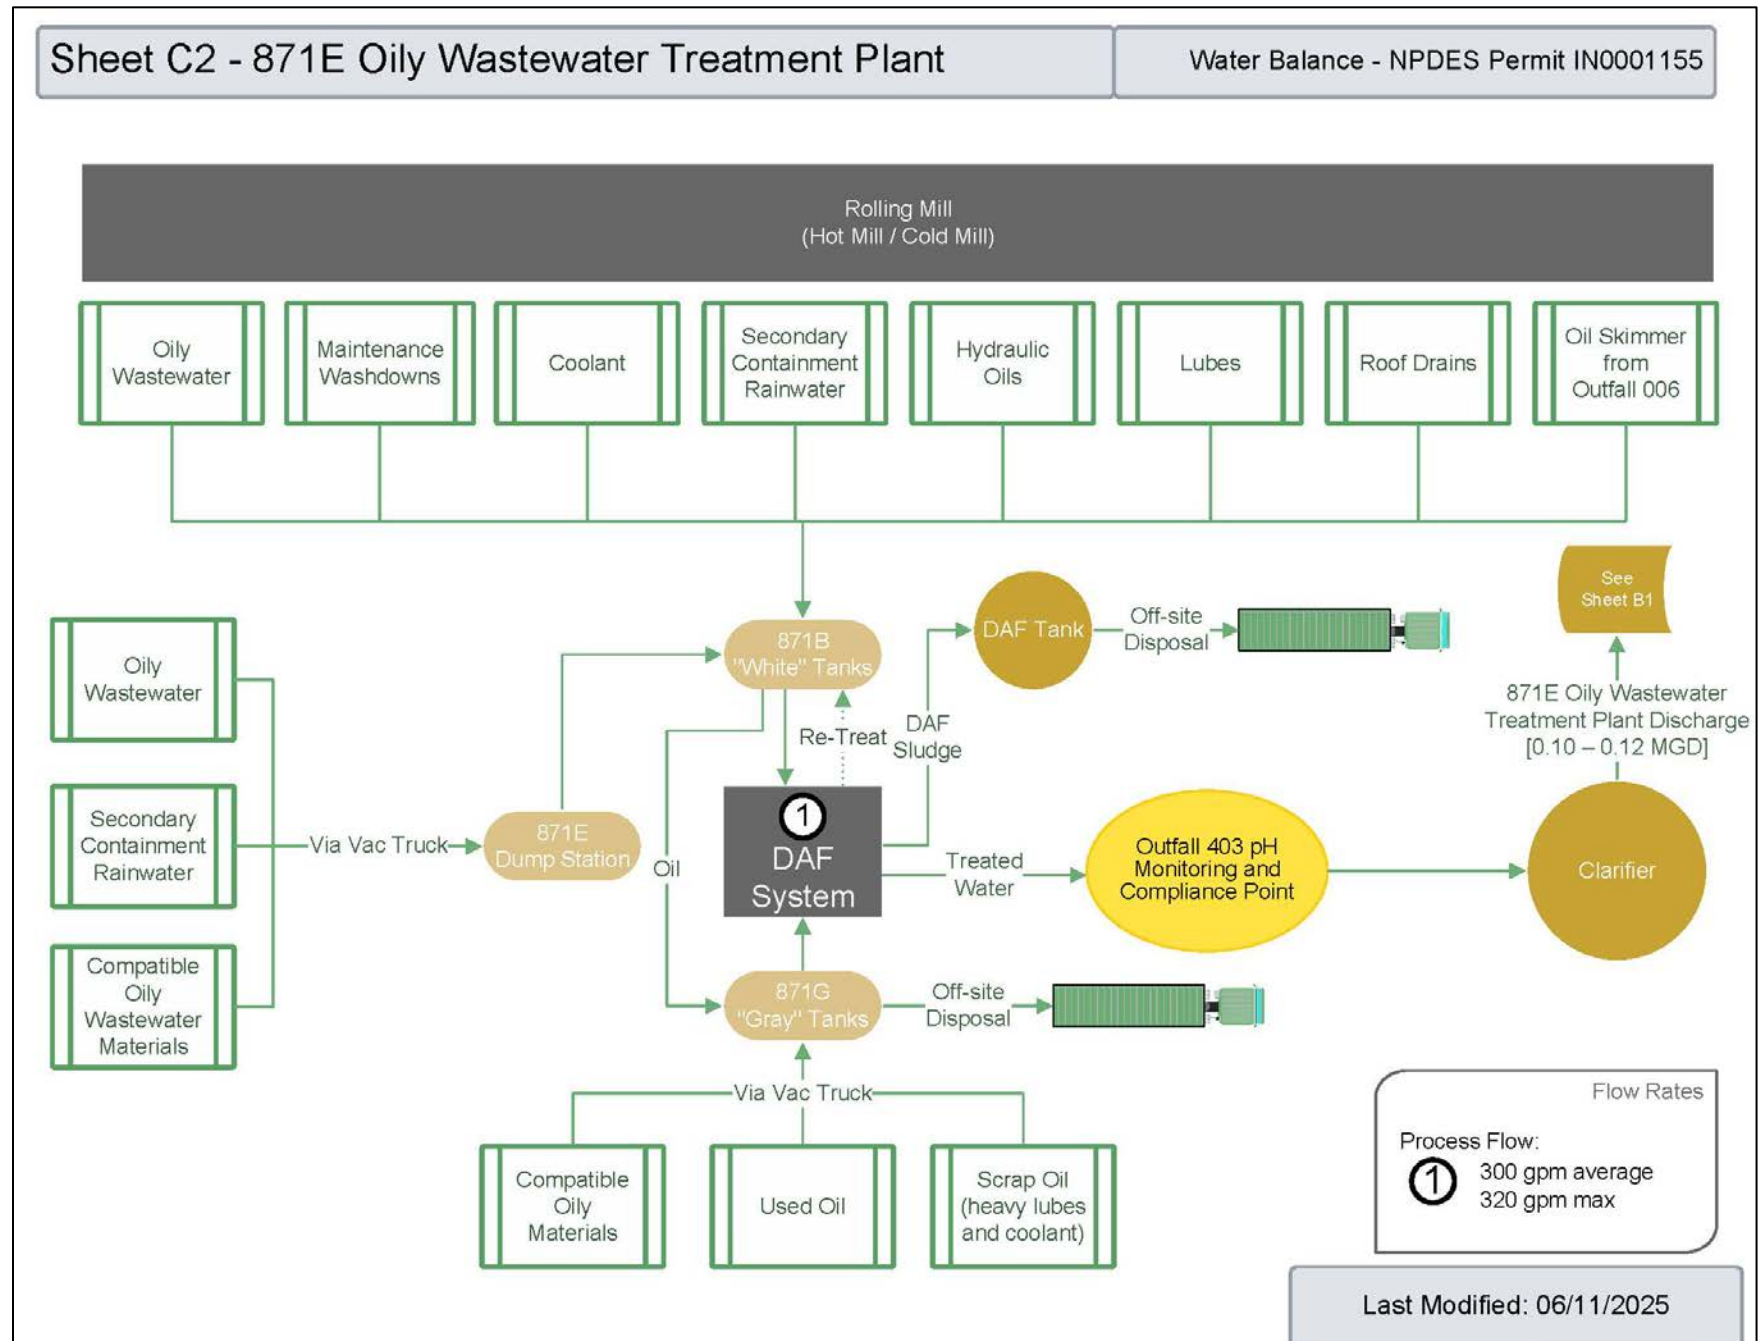 Sheet C2 - 871E Oily Wastewater Treatment Plant
Water Balance - NPDES Permit IN0001155
Rolling Mill
(Hot Mill / Cold Mill)
Oily
Wastewater
Maintenance
Washdowns
Coolant
Secondary
Containment
Rainwater
Hydraulic
Oils
Lubes
Roof Drains
Oil Skimmer
from
Outfall 006
Oily
Wastewater
Secondary
Containment
Rainwater
Compatible
Oily
Wastewater
Materials
Via Vac Truck
871E
Dump Station
871B
"White" Tanks
Oil
Re-Treat
DAF
Sludge
DAF Tank
Off-site
Disposal
See
Sheet B1
871E Oily Wastewater
Treatment Plant Discharge
[0.10 – 0.12 MGD]
1
DAF
System
Treated
Water
Outfall 403 pH
Monitoring and
Compliance Point
Clarifier
871G
"Gray" Tanks
Off-site
Disposal
Via Vac Truck
Compatible
Oily
Materials
Used Oil
Scrap Oil
(heavy lubes
and coolant)
Flow Rates
Process Flow:
1
300 gpm average
320 gpm max
Last Modified: 06/11/2025